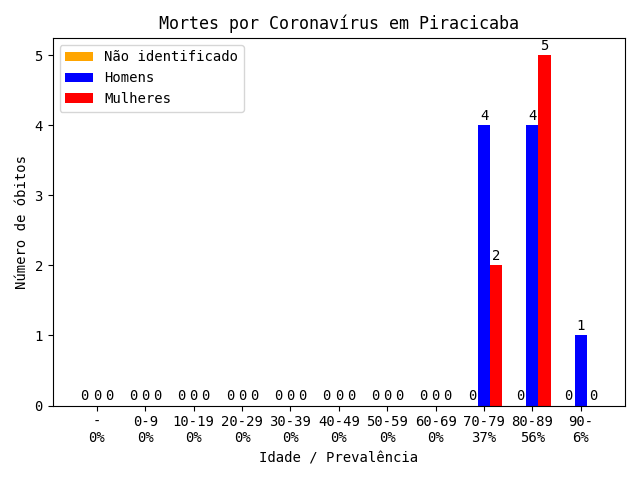 Mortes por Coronavírus em Piracicaba
Número de óbitos
5
4
3
2
1
0
Não identificado
Homens
Mulheres
0 0 0 0 0 0 0 0 0 0 0 0 0 0 0 0 0 0 0 0 0 0 0 0 0 4 2 0 4 5 0 1 0
- 0-9 10-19 20-29 30-39 40-49 50-59 60-69 70-79 80-89 90-
0% 0% 0% 0% 0% 0% 0% 0% 37% 56% 6%
Idade / Prevalência